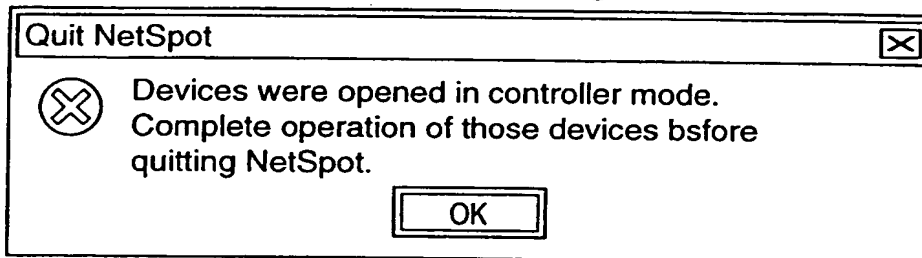 Quit NetSpot
Devices were opened in controller mode.
Complete operation of those devices bsfore
quitting NetSpot.
OK